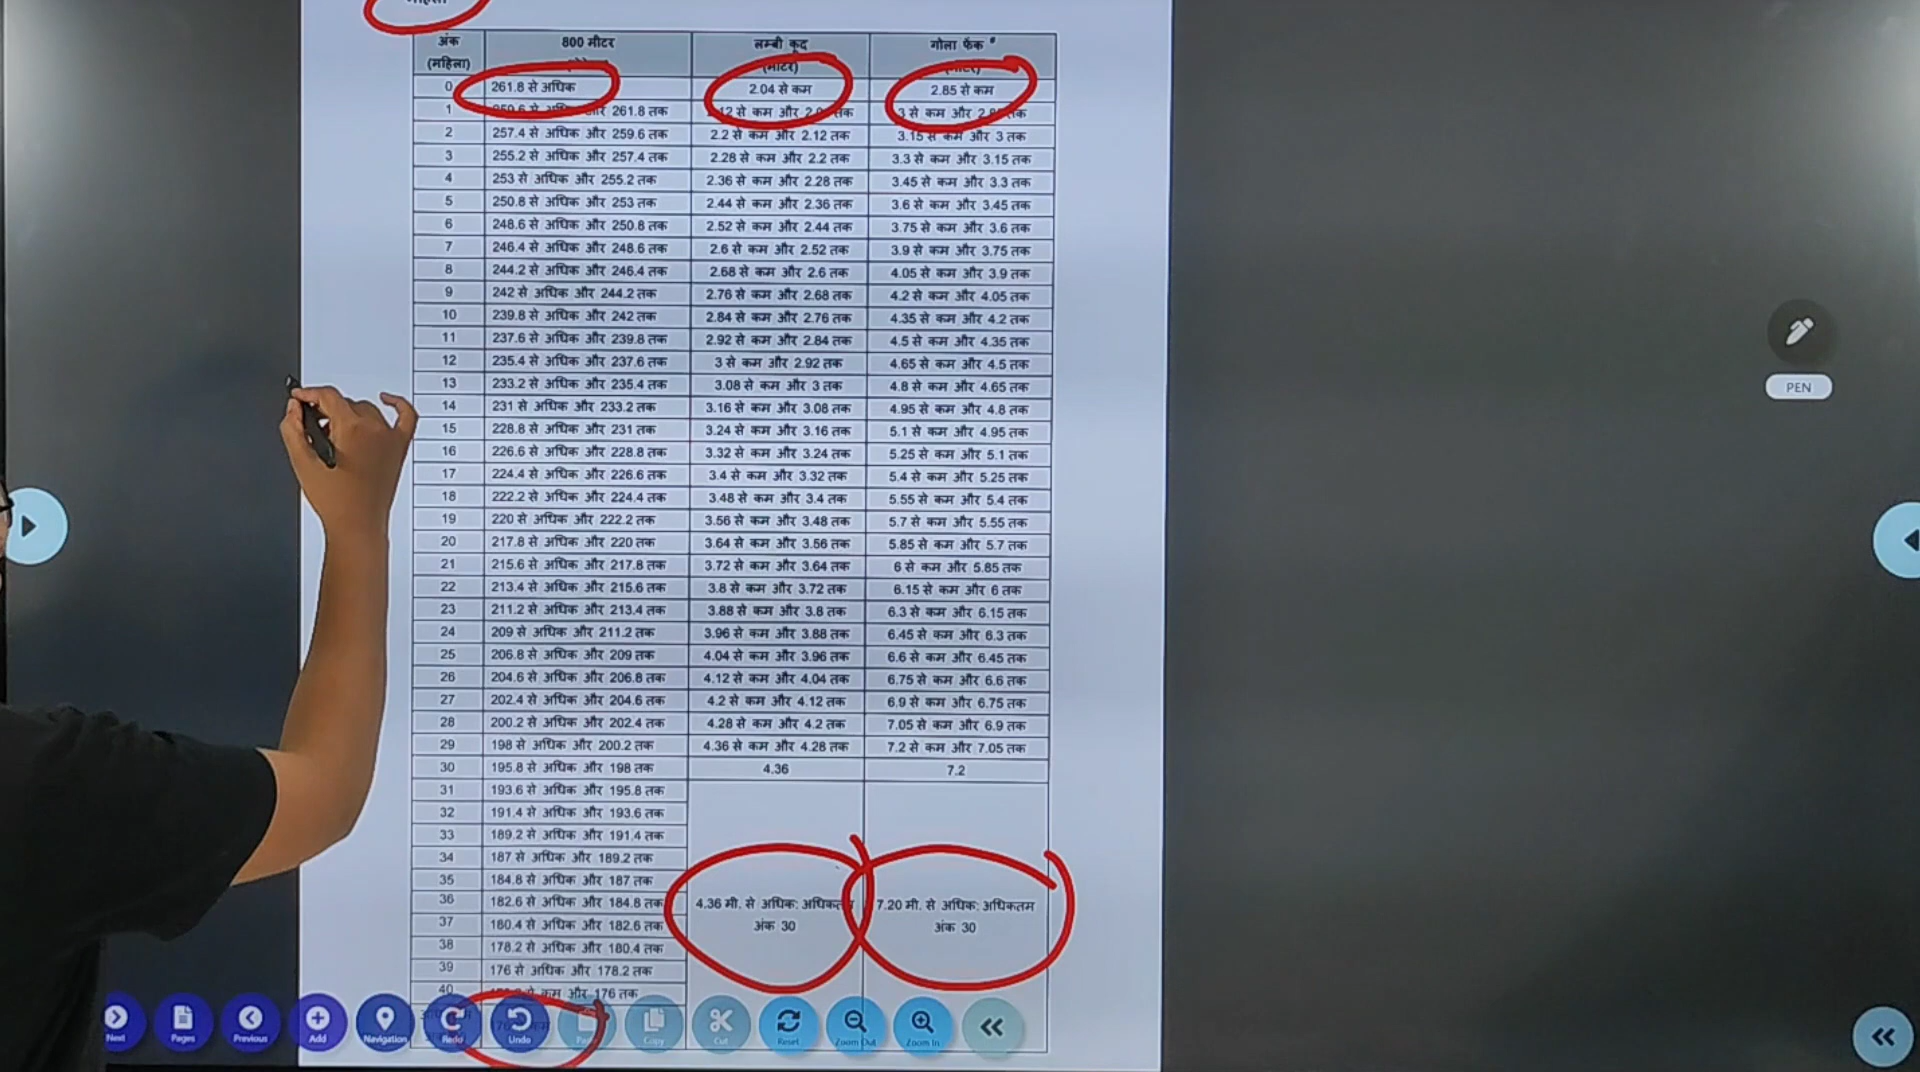 अंक 800 मीटर लम्बी कूद गोला फेंक *
(महिला) (मीटर)
0 261.8 से अधिक 2.04 से कम 2.85 से कम
1 261.8 तक से कम और 3 से कम और
2 257.4 से अधिक और 259.6 तक 2.2 से कम और 2.12 तक 3.15 से कम और 3 तक
3 255.2 से अधिक और 257.4 तक 2.28 से कम और 2.2 तक 3.3 से कम और 3.15 तक
4 253 से अधिक और 255.2 तक 2.36 से कम और 2.28 तक 3.45 से कम और 3.3 तक
5 250.8 से अधिक और 253 तक 2.44 से कम और 2.36 तक 3.6 से कम और 3.45 तक
6 248.6 से अधिक और 250.8 तक 2.52 से कम और 2.44 तक 3.75 से कम और 3.6 तक
7 246.4 से अधिक और 248.6 तक 2.6 से कम और 2.52 तक 3.9 से कम और 3.75 तक
8 244.2 से अधिक और 246.4 तक 2.68 से कम और 2.6 तक 4.05 से कम और 3.9 तक
9 242 से अधिक और 244.2 तक 2.76 से कम और 2.68 तक 4.2 से कम और 4.05 तक
10 239.8 से अधिक और 242 तक 2.84 से कम और 2.76 तक 4.35 से कम और 4.2 तक
11 237.6 से अधिक और 239.8 तक 2.92 से कम और 2.84 तक 4.5 से कम और 4.35 तक
12 235.4 से अधिक और 237.6 तक 3 से कम और 2.92 तक 4.65 से कम और 4.5 तक
13 233.2 से अधिक और 235.4 तक 3.08 से कम और 3 तक 4.8 से कम और 4.65 तक
14 231 से अधिक और 233.2 तक 3.16 से कम और 3.08 तक 4.95 से कम और 4.8 तक
15 228.8 से अधिक और 231 तक 3.24 से कम और 3.16 तक 5.1 से कम और 4.95 तक
16 226.6 से अधिक और 228.8 तक 3.32 से कम और 3.24 तक 5.25 से कम और 5.1 तक
17 224.4 से अधिक और 226.6 तक 3.4 से कम और 3.32 तक 5.4 से कम और 5.25 तक
18 222.2 से अधिक और 224.4 तक 3.48 से कम और 3.4 तक 5.55 से कम और 5.4 तक
19 220 से अधिक और 222.2 तक 3.56 से कम और 3.48 तक 5.7 से कम और 5.55 तक
20 217.8 से अधिक और 220 तक 3.64 से कम और 3.56 तक 5.85 से कम और 5.7 तक
21 215.6 से अधिक और 217.8 तक 3.72 से कम और 3.64 तक 6 से कम और 5.85 तक
22 213.4 से अधिक और 215.6 तक 3.8 से कम और 3.72 तक 6.15 से कम और 6 तक
23 211.2 से अधिक और 213.4 तक 3.88 से कम और 3.8 तक 6.3 से कम और 6.15 तक
24 209 से अधिक और 211.2 तक 3.96 से कम और 3.88 तक 6.45 से कम और 6.3 तक
25 206.8 से अधिक और 209 तक 4.04 से कम और 3.96 तक 6.6 से कम और 6.45 तक
26 204.6 से अधिक और 206.8 तक 4.12 से कम और 4.04 तक 6.75 से कम और 6.6 तक
27 202.4 से अधिक और 204.6 तक 4.2 से कम और 4.12 तक 6.9 से कम और 6.75 तक
28 200.2 से अधिक और 202.4 तक 4.28 से कम और 4.2 तक 7.05 से कम और 6.9 तक
29 198 से अधिक और 200.2 तक 4.36 से कम और 4.28 तक 7.2 से कम और 7.05 तक
30 195.8 से अधिक और 198 तक 4.36 7.2
31 193.6 से अधिक और 195.8 तक
32 191.4 से अधिक और 193.6 तक
33 189.2 से अधिक और 191.4 तक
34 187 से अधिक और 189.2 तक
35 184.8 से अधिक और 187 तक
36 182.6 से अधिक और 184.8 तक 4.36 मी. से अधिक: 7.20 मी. से अधिक: अधिकतम
37 180.4 से अधिक और 182.6 तक अंक 30 अंक 30
38 178.2 से अधिक और 180.4 तक
39 176 से अधिक और 178.2 तक
40 से कम और 176 तक
PEN
Next Pages Previous Add Navigation Redo Undo Copy Cut Reset Zoom Out Zoom In